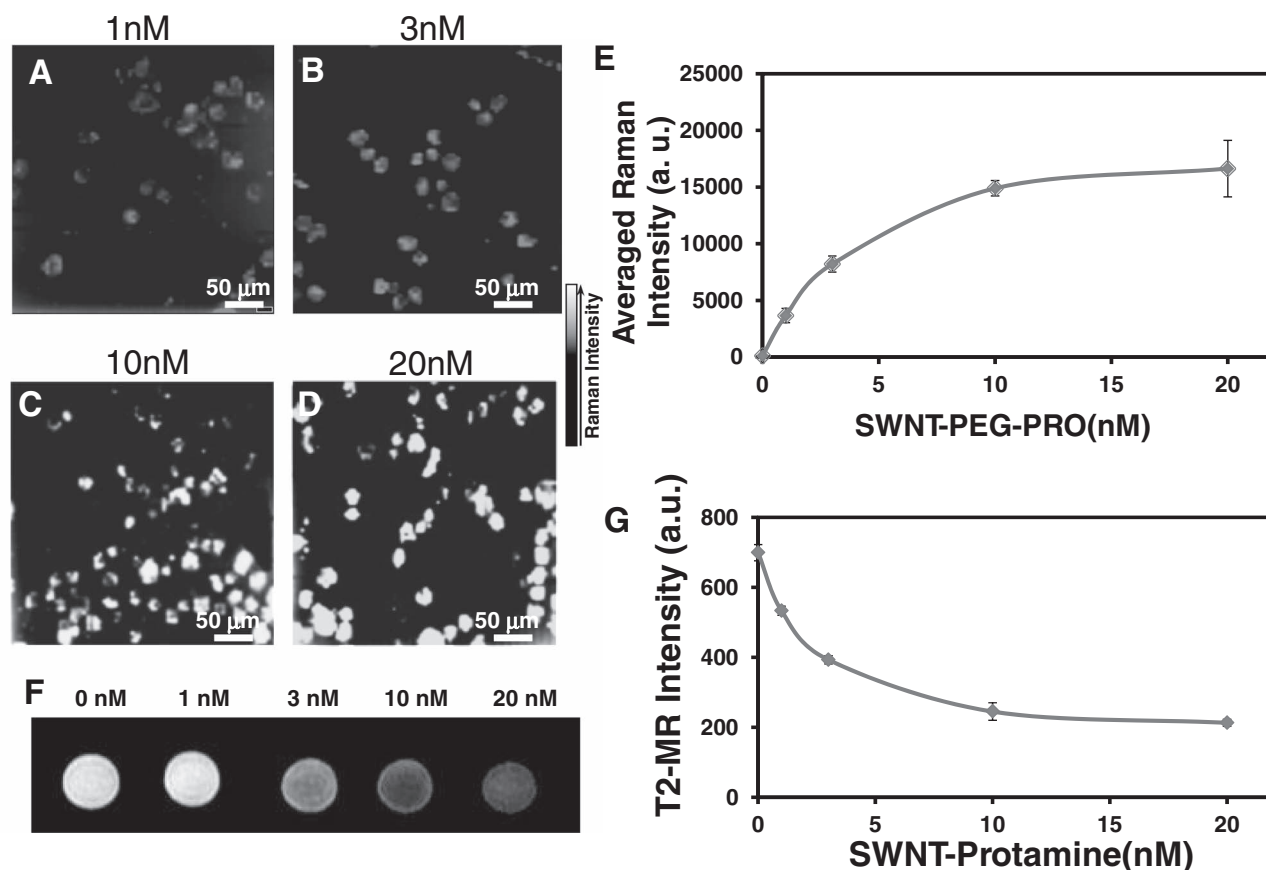 1nM
3nM
A
B
50 μm
50 μm
10nM
20nM
C
D
50 μm
50 μm
Raman Intensity
F
0 nM
1 nM
3 nM
10 nM
20 nM
E
Averaged Raman
Intensity (a. u.)
25000
20000
15000
10000
5000
0
0
5
10
15
20
SWNT-PEG-PRO(nM)
G
T2-MR Intensity (a.u.)
800
600
400
200
0
0
5
10
15
20
SWNT-Protamine(nM)